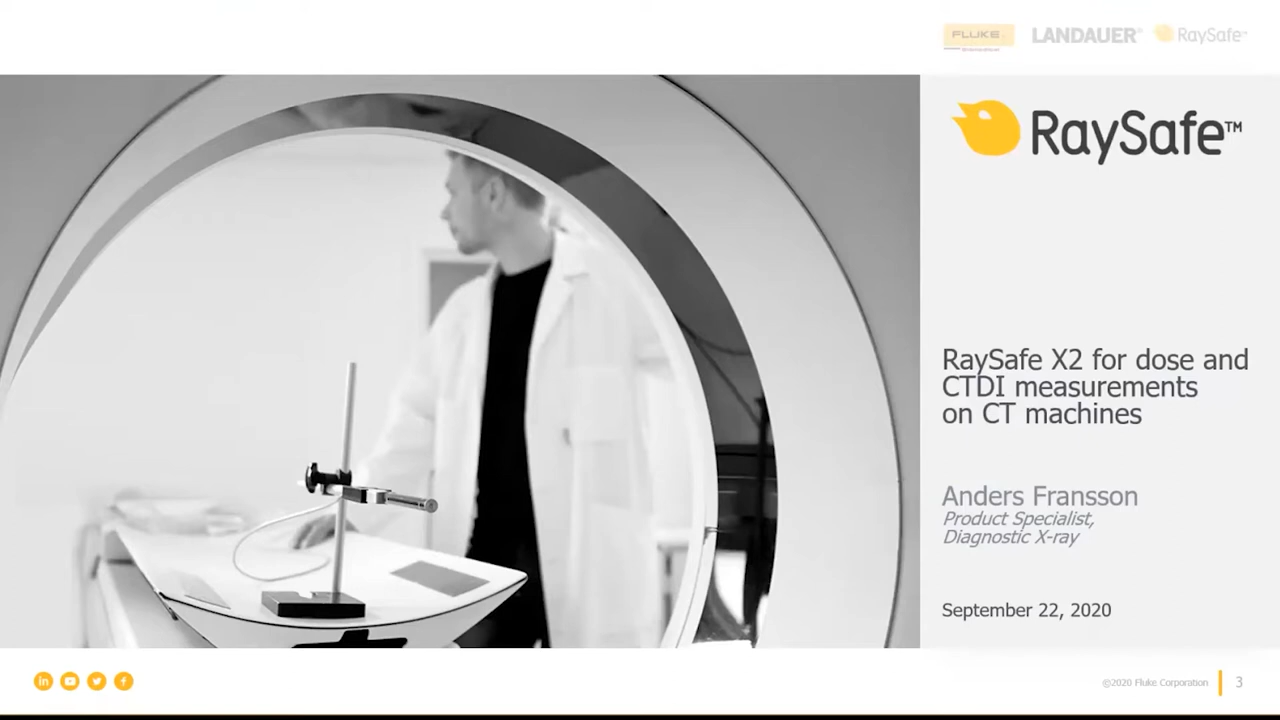 FLUKE
LANDAUER®
RaySafe™
RaySafe™
RaySafe X2 for dose and
CTDI measurements
on CT machines
Anders Fransson
Product Specialist,
Diagnostic X-ray
September 22, 2020
©2020 Fluke Corporation
3